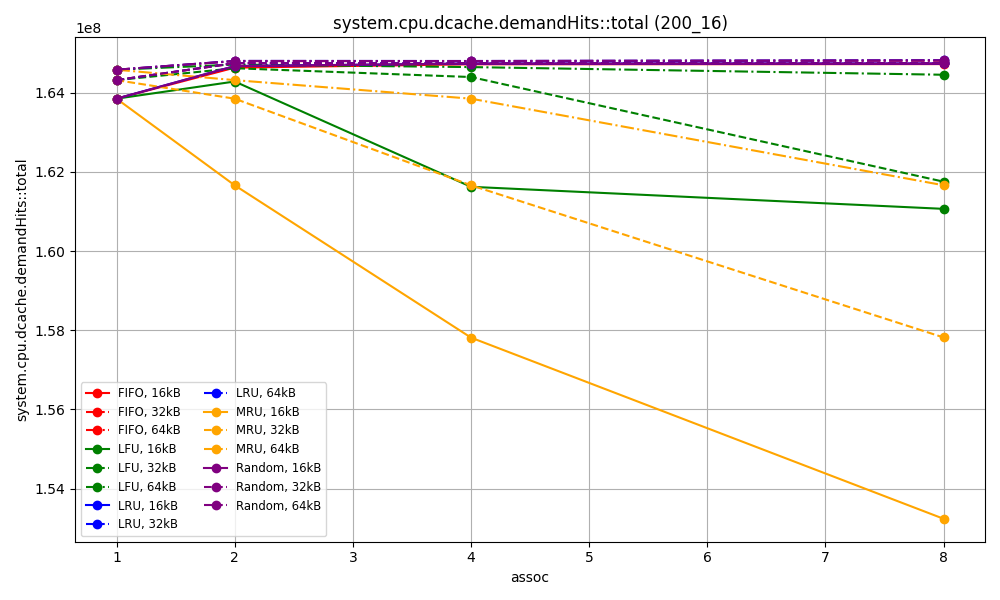 system.cpu.dcache.demandHits::total (200_16)
1e8
1.64
1.62
1.60
1.58
1.56
1.54
system.cpu.dcache.demandHits::total
FIFO, 16kB
FIFO, 32kB
FIFO, 64kB
LFU, 16kB
LFU, 32kB
LFU, 64kB
LRU, 16kB
LRU, 32kB
LRU, 64kB
MRU, 16kB
MRU, 32kB
MRU, 64kB
Random, 16kB
Random, 32kB
Random, 64kB
1 2 3 4 5 6 7 8
assoc